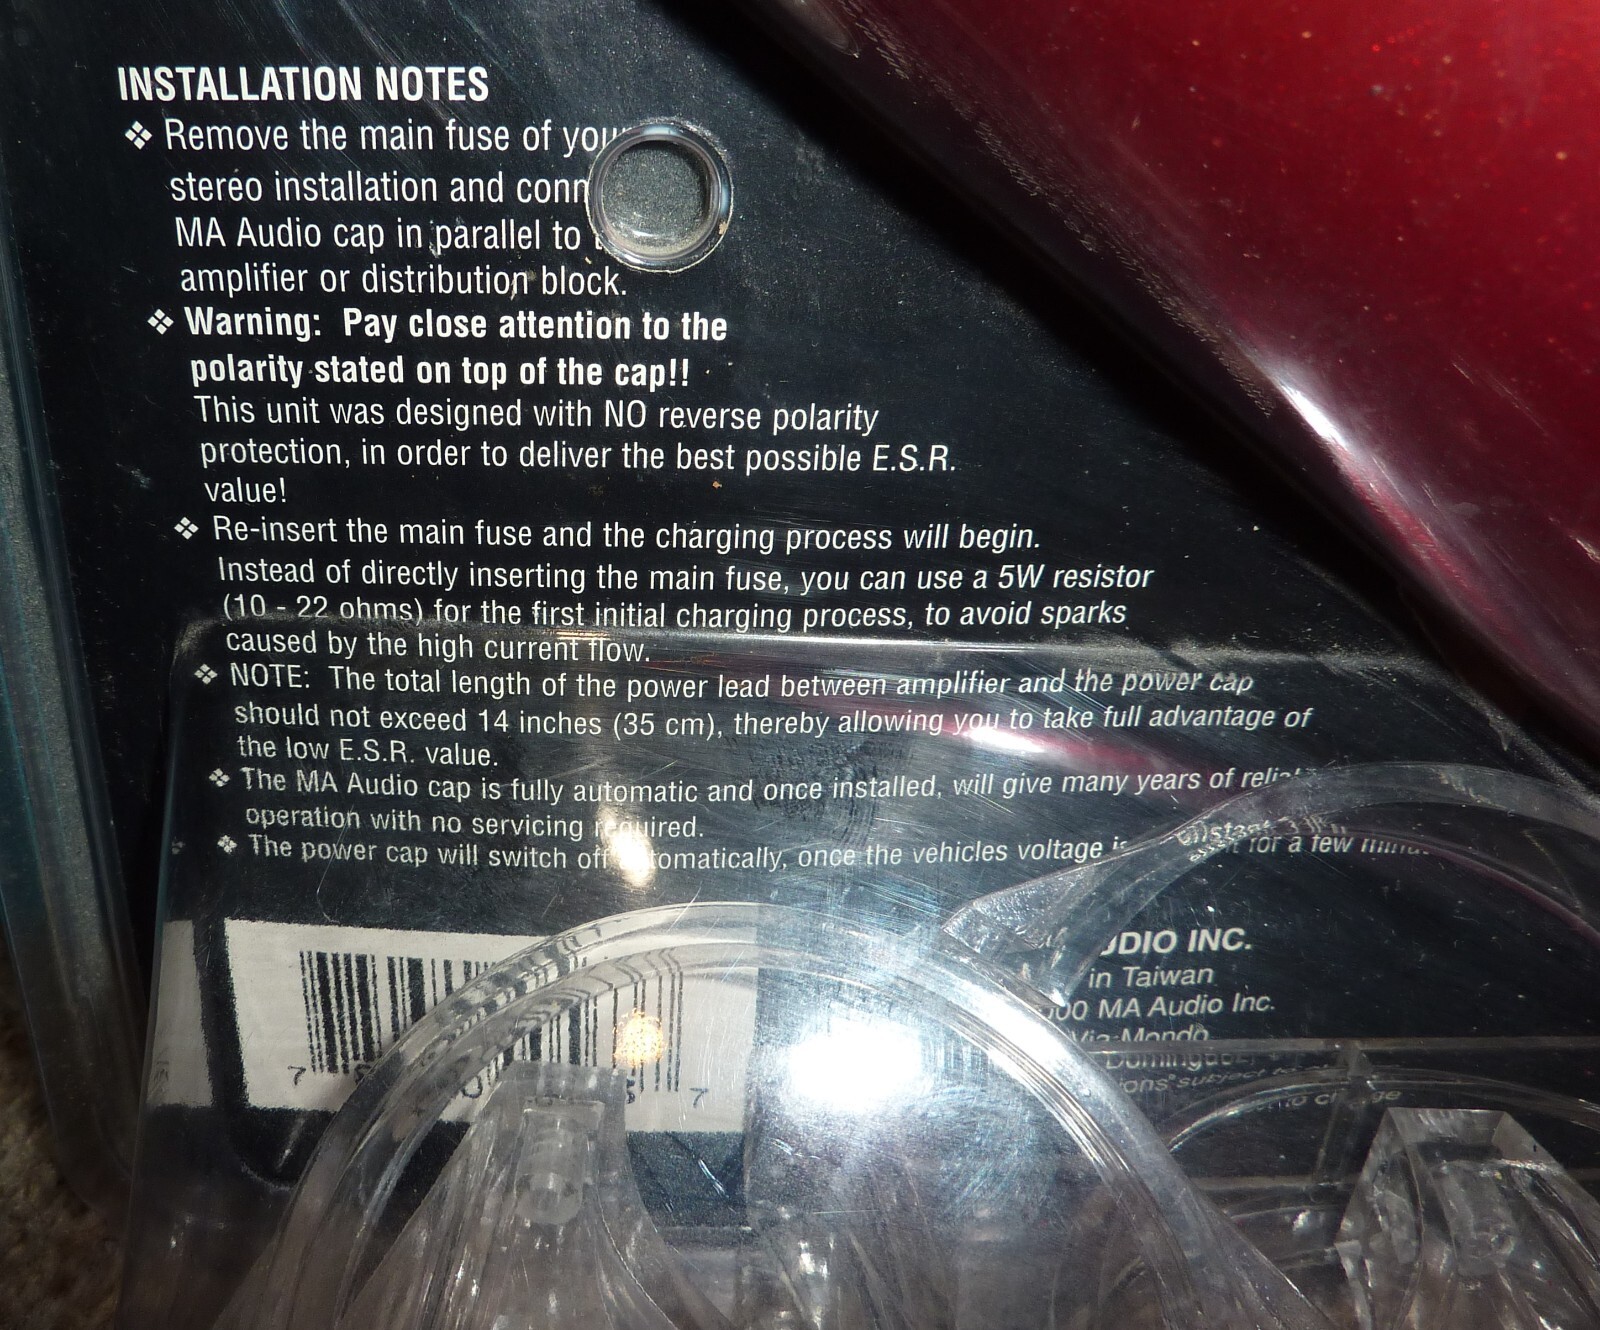 INSTALLATION NOTES
❖ Remove the main fuse of
stereo installation and
MA Audio cap in parallel to
amplifier or distribution block.
❖ Warning: Pay close attention to the
polarity stated on top of the cap!!
This unit was designed with NO reverse polarity
protection, in order to deliver the best possible E.S.R.
value!
❖ Re-insert the main fuse and the charging process will begin.
Instead of directly inserting the main fuse, you can use a 5W resistor
(10 - 22 ohms) for the first initial charging process, to avoid sparks
caused by the high current flow.
❖ NOTE: The total length of the power lead between amplifier and the power cap
should not exceed 14 inches (35 cm), thereby allowing you to take full advantage of
the low E.S.R. value.
❖ The MA Audio cap is fully automatic and once installed, will give many years of
operation with no servicing required.
❖ The power cap will switch off automatically, once the vehicles voltage is for a few
INC.
in Taiwan
MA Audio Inc.
Mondo
subject to
7 7